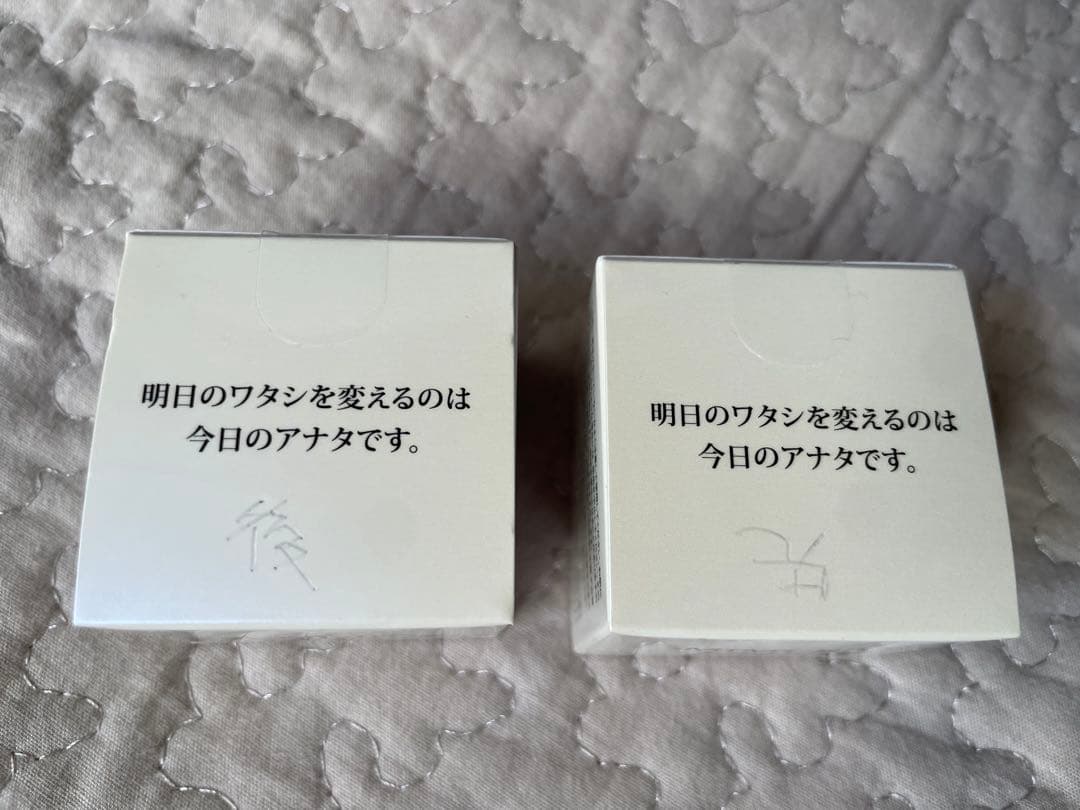 明日のワタシを変えるのは
今日のアナタです。
後
明日のワタシを変えるのは
今日のアナタです。
先